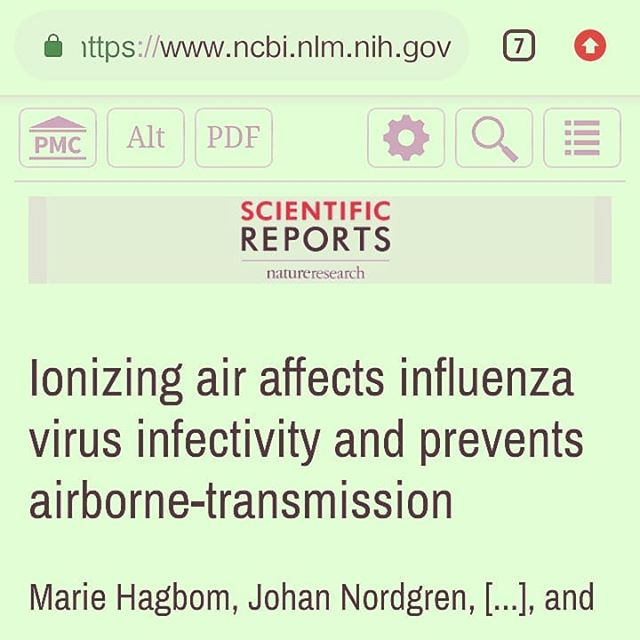 ttps://www.ncbi.nlm.nih.gov 7
PMC Alt PDF
SCIENTIFIC
REPORTS
natureresearch
Ionizing air affects influenza
virus infectivity and prevents
airborne-transmission
Marie Hagbom, Johan Nordgren, [...], and